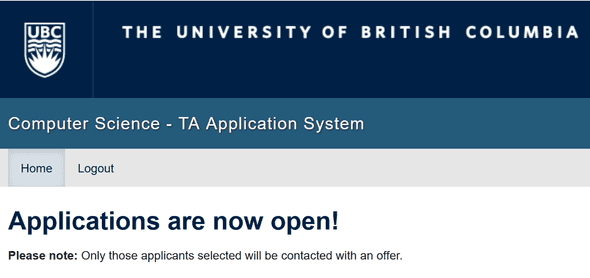 UBC
THE UNIVERSITY OF BRITISH COLUMBIA
Computer Science - TA Application System
Home
Logout
Applications are now open!
Please note: Only those applicants selected will be contacted with an offer.